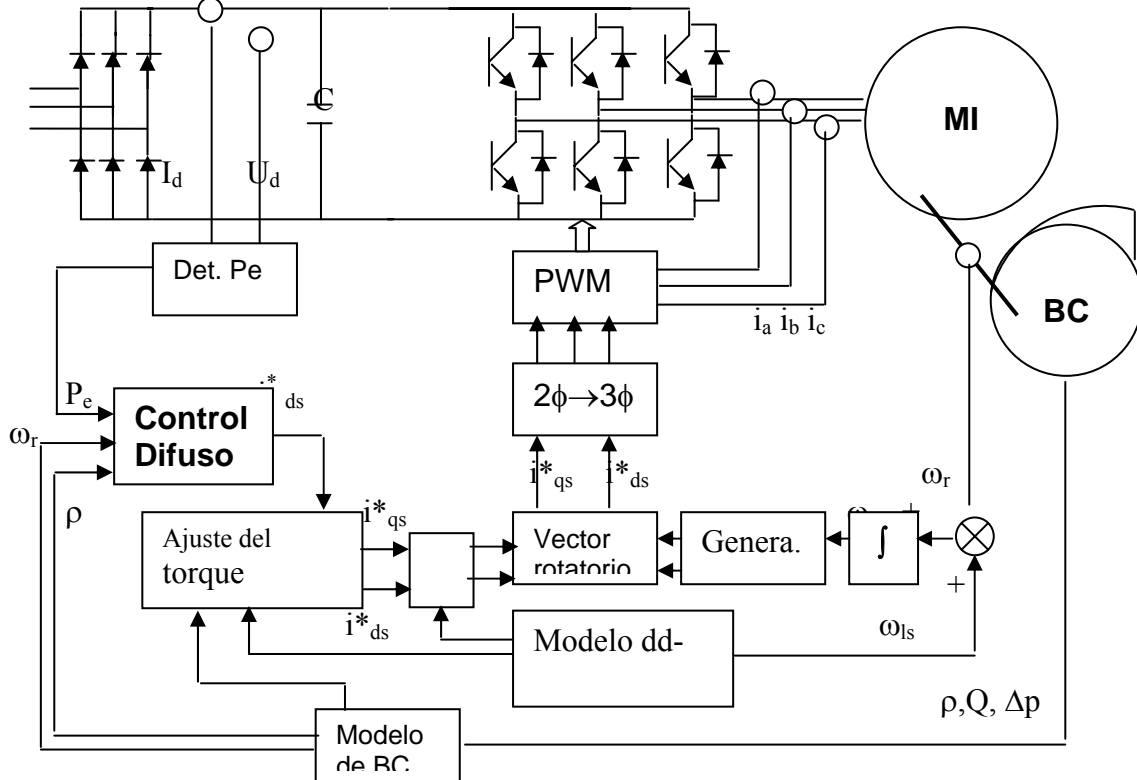 C
MI
I_d
U_d
Det. Pe
PWM
BC
i_a i_b i_c
P_e
i*_ds
2ϕ→3ϕ
Control
Difuso
ω_r
i*_qs
i*_ds
ω_r
ρ
i*_qs
+
Ajuste del
torque
Vector
rotatorio
Genera.
∫
+
i*_ds
Modelo dd-
ω_ls
ρ,Q, Δp
Modelo
de BC